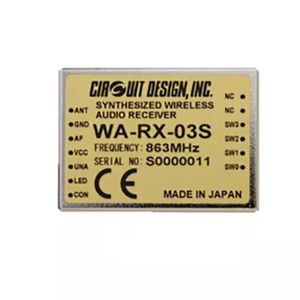 CIRCUIT DESIGN, INC.
SYNTHESIZED WIRELESS
AUDIO RECEIVER
WA-RX-03S
FREQUENCY: 863MHz
SERIAL NO: S0000011
CE
MADE IN JAPAN
ANT
GND
AF
VCC
UNA
LED
CON
NC
NC
SW3
SW2
SW1
SW0